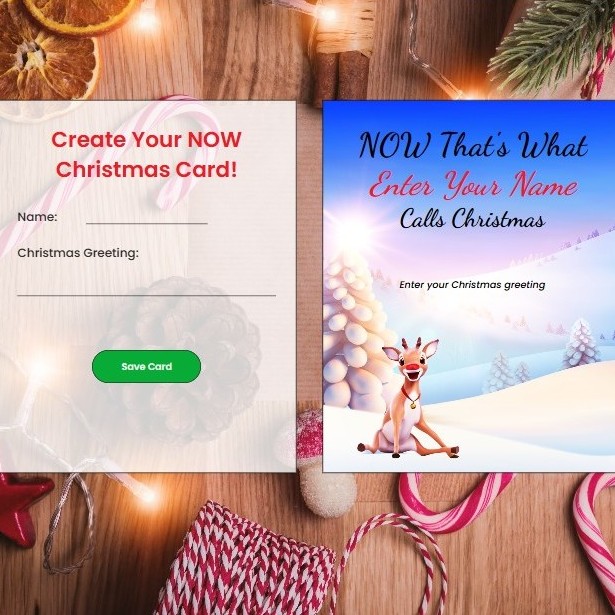 Create Your NOW
Christmas Card!
Name:
Christmas Greeting:
Save Card
NOW That's What
Enter Your Name
Calls Christmas
Enter your Christmas greeting